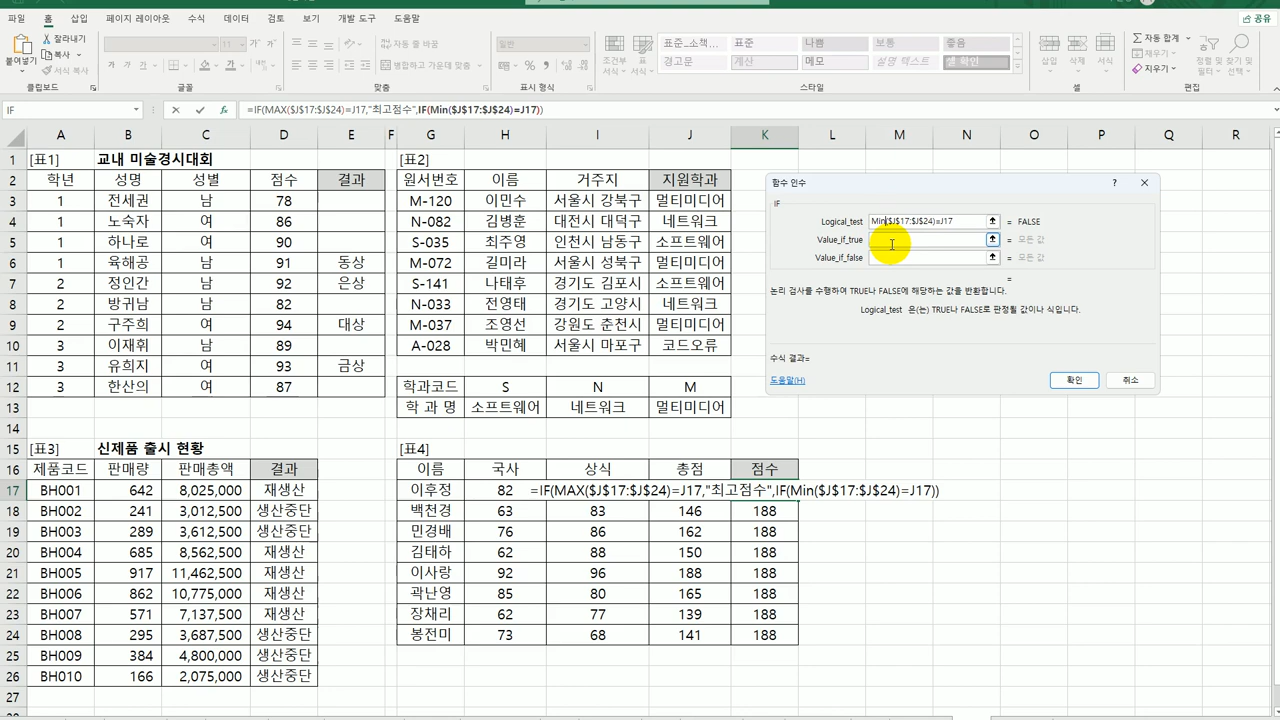 파일 홈 삽입 페이지 레이아웃 수식 데이터 검토 보기 개발 도구 도움말 공유
붙여넣기 잘라내기 복사 서식 복사 11 가 가 자동 줄 바꿈 일반 조건부 서식 표 서식 표준_소스... 표준 나쁨 보통 좋음 삽입 삭제 서식 자동 합계
병합하고 가운데 맞춤 경고문 계산 메모 설명 텍스트 셀 확인 채우기 지우기 정렬 및 필터 찾기 및 선택
클립보드 글꼴 맞춤 표시 형식 스타일 셀 편집
IF =IF(MAX($J$17:$J$24)=J17,"최고점수",IF(Min($J$17:$J$24)=J17))
A B C D E F G H I J K L M N O P Q R
1 [표1] 교내 미술경시대회 [표2]
2 학년 성명 성별 점수 결과 원서번호 이름 거주지 지원학과
3 1 전세권 남 78 M-120 이민수 서울시 강북구 멀티미디어
4 1 노숙자 여 86 N-082 김병훈 대전시 대덕구 네트워크
5 1 하나로 여 90 S-035 최주영 인천시 남동구 소프트웨어
6 1 육해공 남 91 동상 M-072 길미라 서울시 성북구 멀티미디어
7 2 정인간 남 92 은상 S-141 나태후 경기도 김포시 소프트웨어
8 2 방귀남 남 82 N-033 전영태 경기도 고양시 네트워크
9 2 구주희 여 94 대상 M-037 조영선 강원도 춘천시 멀티미디어
10 3 이재휘 남 89 A-028 박민혜 서울시 마포구 코드오류
11 3 유희지 여 93 금상
12 3 한산의 여 87 학과코드 S N M
13 학 과 명 소프트웨어 네트워크 멀티미디어
14
15 [표3] 신제품 출시 현황 [표4]
16 제품코드 판매량 판매총액 결과 이름 국사 상식 총점 점수
17 BH001 642 8,025,000 재생산 이후정 82 =IF(MAX($J$17:$J$24)=J17,"최고점수",IF(Min($J$17:$J$24)=J17))
18 BH002 241 3,012,500 생산중단 백천경 63 83 146 188
19 BH003 289 3,612,500 생산중단 민경배 76 86 162 188
20 BH004 685 8,562,500 재생산 김태하 62 88 150 188
21 BH005 917 11,462,500 재생산 이사랑 92 96 188 188
22 BH006 862 10,775,000 재생산 곽난영 85 80 165 188
23 BH007 571 7,137,500 재생산 장채리 62 77 139 188
24 BH008 295 3,687,500 생산중단 봉전미 73 68 141 188
25 BH009 384 4,800,000 생산중단
26 BH010 166 2,075,000 생산중단
27
함수 인수 ?
IF
Logical_test Min($J$17:$J$24)=J17 = FALSE
Value_if_true = 모든 값
Value_if_false = 모든 값
=
논리 검사를 수행하여 TRUE나 FALSE에 해당하는 값을 반환합니다.
Logical_test 은(는) TRUE나 FALSE로 판정될 값이나 식입니다.
수식 결과=
도움말(H) 확인 취소